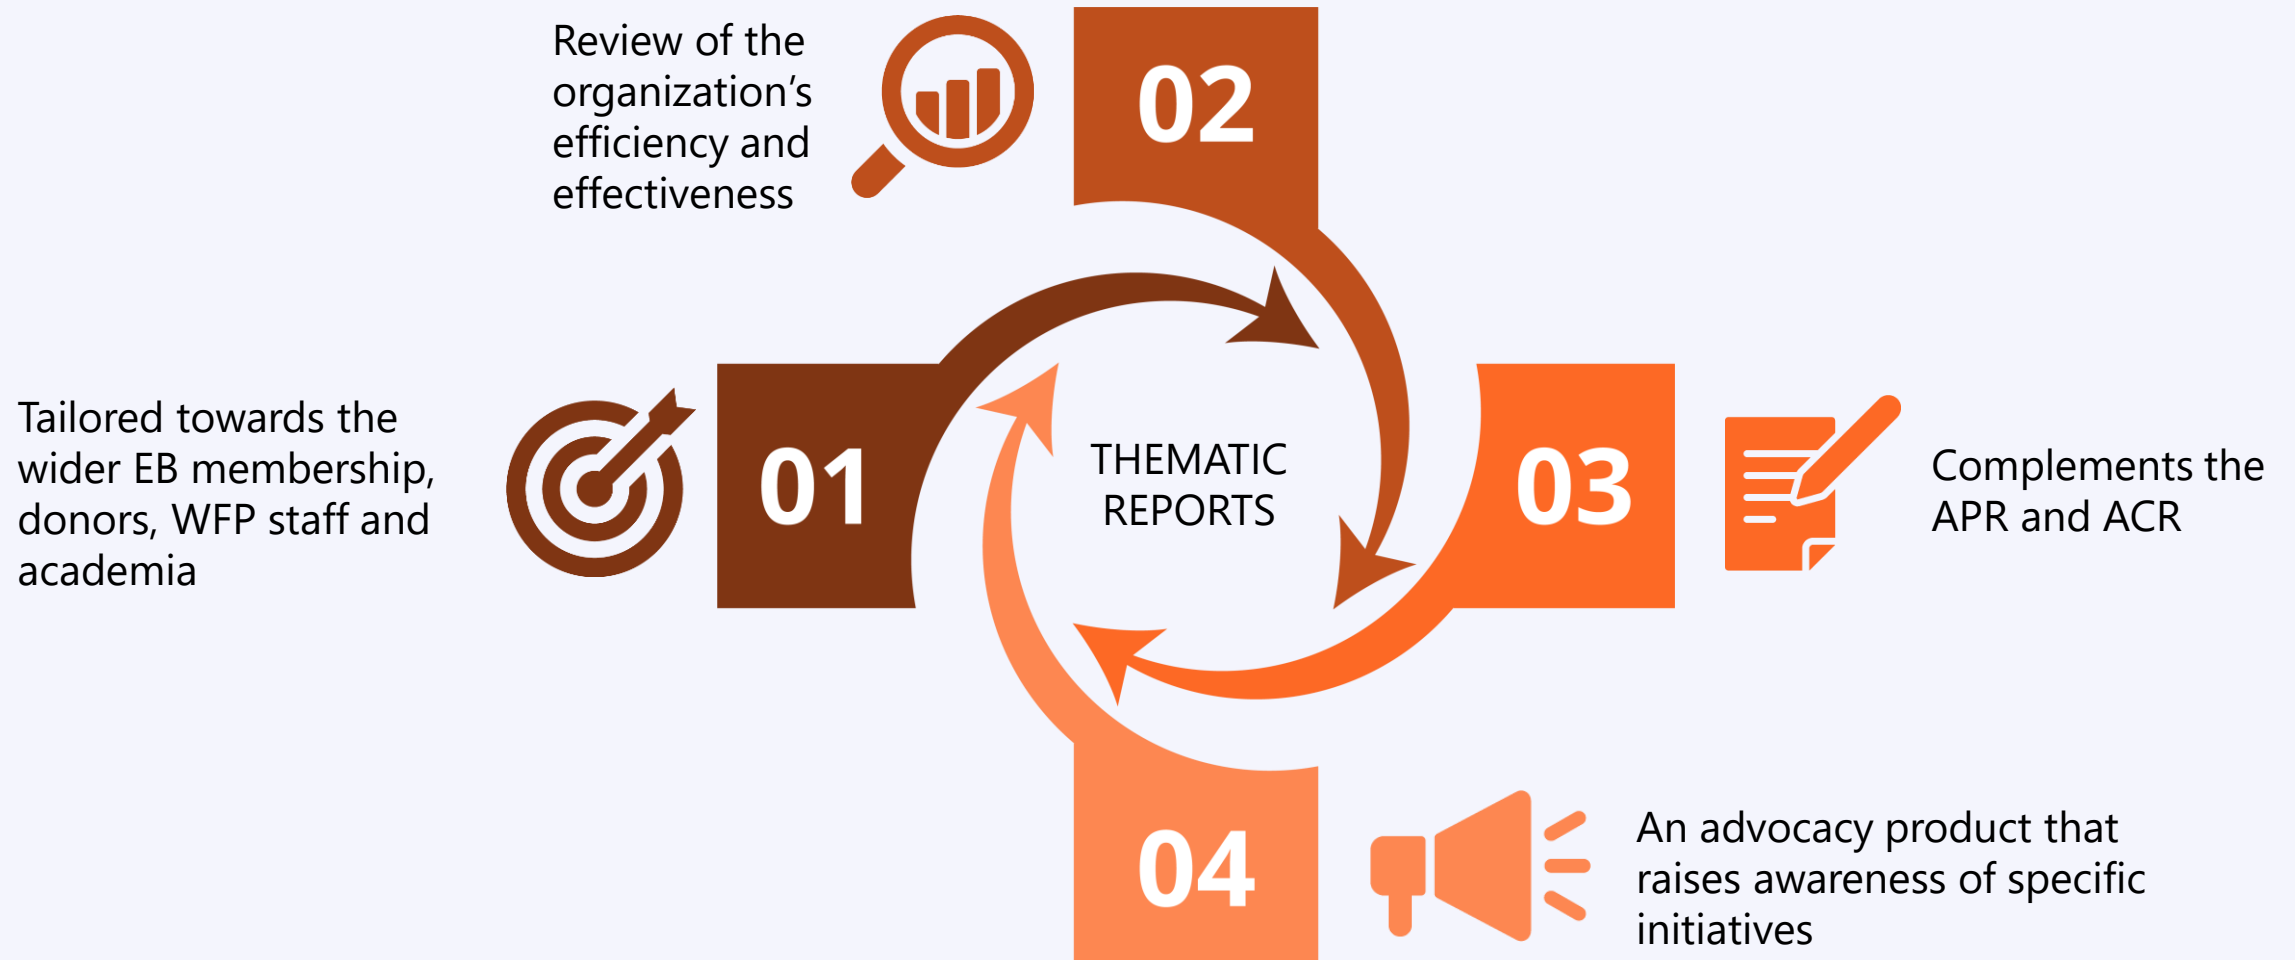 Review of the
organization’s
efficiency and
effectiveness
02
Tailored towards the
wider EB membership,
donors, WFP staff and
academia
01
THEMATIC
REPORTS
03
Complements the
APR and ACR
04
An advocacy product that
raises awareness of specific
initiatives